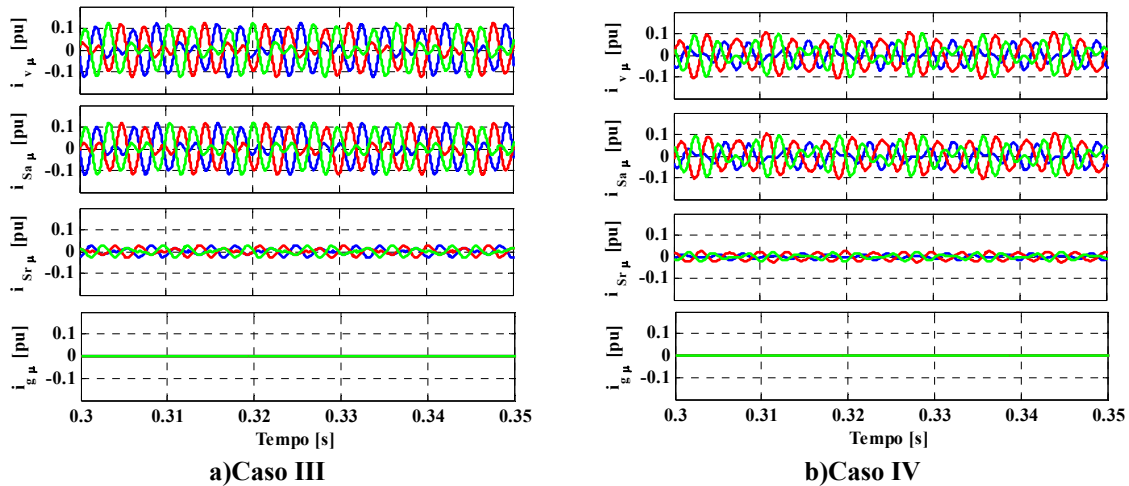 i v μ [pu]
0.1
0
-0.1
i Sa μ [pu]
0.1
0
-0.1
i Sr μ [pu]
0.1
0
-0.1
i g μ [pu]
0.1
0
-0.1
0.3 0.31 0.32 0.33 0.34 0.35
Tempo [s]
a)Caso III
i v μ [pu]
0.1
0
-0.1
i Sa μ [pu]
0.1
0
-0.1
i Sr μ [pu]
0.1
0
-0.1
i g μ [pu]
0.1
0
-0.1
0.3 0.31 0.32 0.33 0.34 0.35
Tempo [s]
b)Caso IV